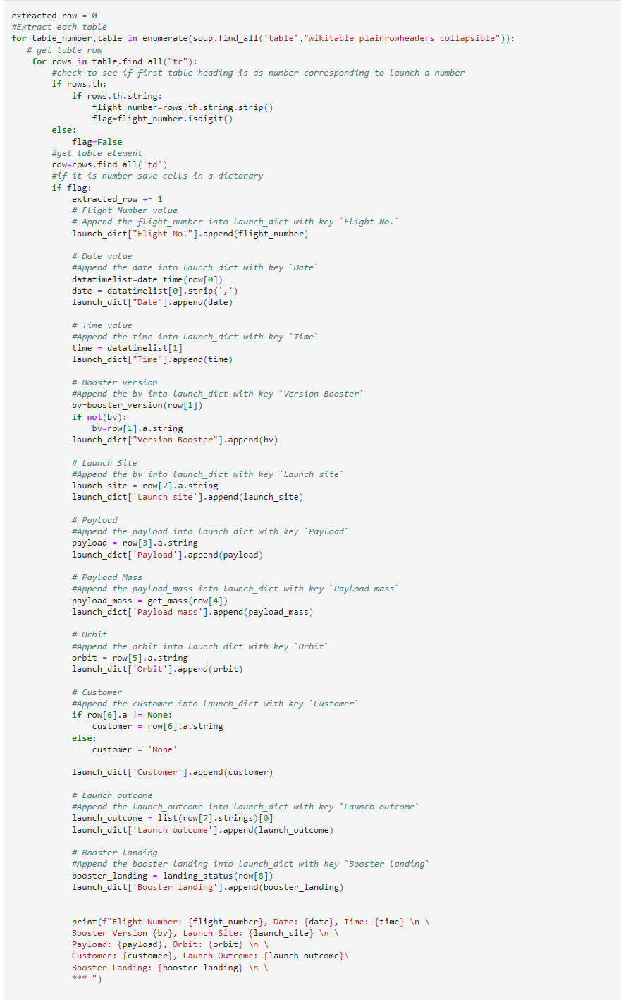 extracted_row = 0
#Extract each table
for table_number,table in enumerate(soup.find_all('table',"wikitable plainrowheaders collapsible")):
   # get table row
    for rows in table.find_all("tr"):
        #check to see if first table heading is as number corresponding to launch a number
        if rows.th:
            if rows.th.string:
                flight_number=rows.th.string.strip()
                flag=flight_number.isdigit()
        else:
            flag=False
        #get table element
        row=rows.find_all('td')
        #if it is number save cells in a dictonary
        if flag:
            extracted_row += 1
            # Flight Number value
            # Append the flight_number into launch_dict with key `Flight No.`
            launch_dict["Flight No."].append(flight_number)

            # Date value
            #Append the date into launch_dict with key `Date`
            datatimelist=date_time(row[0])
            date = datatimelist[0].strip(',')
            launch_dict["Date"].append(date)

            # Time value
            #Append the time into launch_dict with key `Time`
            time = datatimelist[1]
            launch_dict["Time"].append(time)

            # Booster version
            #Append the bv into launch_dict with key `Version Booster`
            bv=booster_version(row[1])
            if not(bv):
                bv=row[1].a.string
            launch_dict["Version Booster"].append(bv)

            # Launch Site
            #Append the bv into launch_dict with key `Launch site`
            launch_site = row[2].a.string
            launch_dict['Launch site'].append(launch_site)

            # Payload
            #Append the payload into launch_dict with key `Payload`
            payload = row[3].a.string
            launch_dict['Payload'].append(payload)

            # Payload Mass
            #Append the payload_mass into launch_dict with key `Payload mass`
            payload_mass = get_mass(row[4])
            launch_dict['Payload mass'].append(payload_mass)

            # Orbit
            #Append the orbit into launch_dict with key `Orbit`
            orbit = row[5].a.string
            launch_dict['Orbit'].append(orbit)

            # Customer
            #Append the customer into launch_dict with key `Customer`
            if row[6].a != None:
                customer = row[6].a.string
            else:
                customer = 'None'

            launch_dict['Customer'].append(customer)

            # Launch outcome
            #Append the launch_outcome into launch_dict with key `Launch outcome`
            launch_outcome = list(row[7].strings)[0]
            launch_dict['Launch outcome'].append(launch_outcome)

            # Booster landing
            #Append the booster landing into launch_dict with key `Booster landing`
            booster_landing = landing_status(row[8])
            launch_dict['Booster landing'].append(booster_landing)


            print(f"Flight Number: {flight_number}, Date: {date}, Time: {time} \n \
            Booster Version {bv}, Launch Site: {launch_site} \n \
            Payload: {payload}, Orbit: {orbit} \n \
            Customer: {customer}, Launch Outcome: {launch_outcome}\
            Booster Landing: {booster_landing} \n \
            *** ")